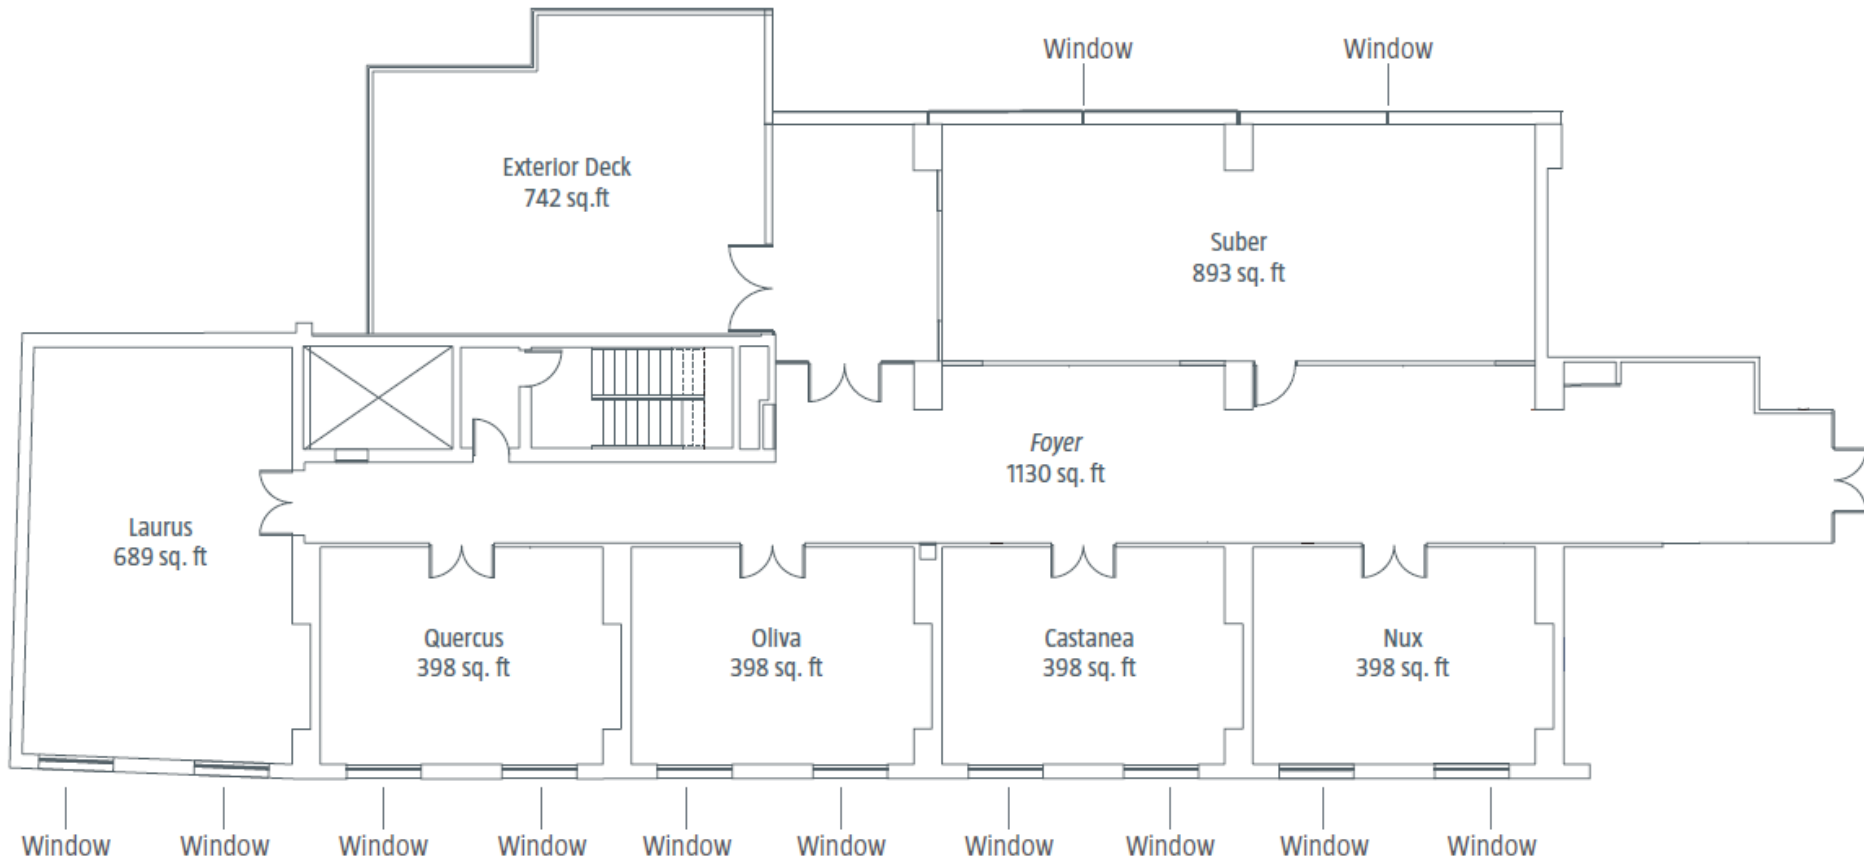 Window
Window
Exterior Deck
742 sq.ft
Suber
893 sq. ft
Foyer
1130 sq. ft
Laurus
689 sq. ft
Quercus
398 sq. ft
Oliva
398 sq. ft
Castanea
398 sq. ft
Nux
398 sq. ft
Window
Window
Window
Window
Window
Window
Window
Window
Window
Window